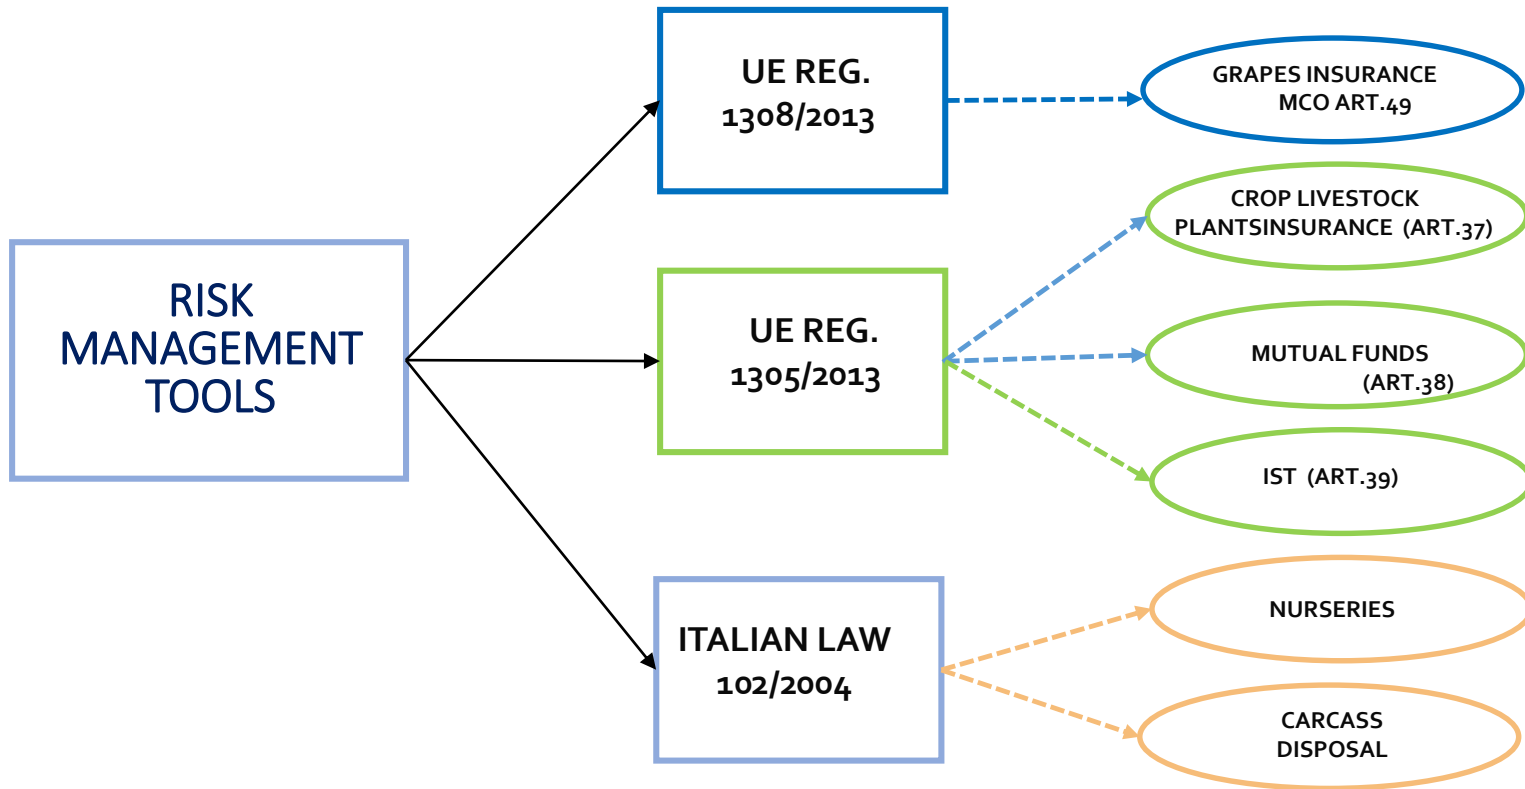 RISK
MANAGEMENT
TOOLS
UE REG.
1308/2013
UE REG.
1305/2013
ITALIAN LAW
102/2004
GRAPES INSURANCE
MCO ART.49
CROP LIVESTOCK
PLANTSINSURANCE (ART.37)
MUTUAL FUNDS
(ART.38)
IST (ART.39)
NURSERIES
CARCASS
DISPOSAL